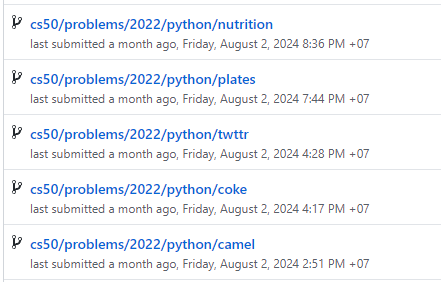 cs50/problems/2022/python/nutrition
last submitted a month ago, Friday, August 2, 2024 8:36 PM +07
cs50/problems/2022/python/plates
last submitted a month ago, Friday, August 2, 2024 7:44 PM +07
cs50/problems/2022/python/twttr
last submitted a month ago, Friday, August 2, 2024 4:28 PM +07
cs50/problems/2022/python/coke
last submitted a month ago, Friday, August 2, 2024 4:17 PM +07
cs50/problems/2022/python/camel
last submitted a month ago, Friday, August 2, 2024 2:51 PM +07